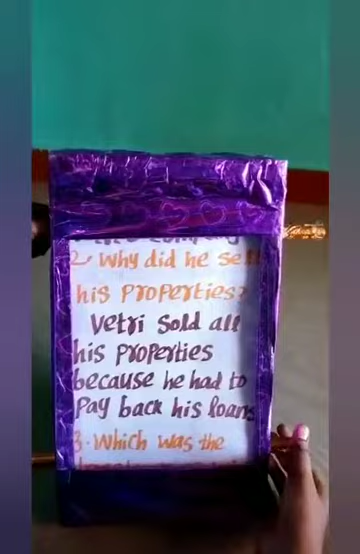 2. Why did he sell
his properties?
Vetri sold all
his properties
because he had to
Pay back his loans
3. Which was the